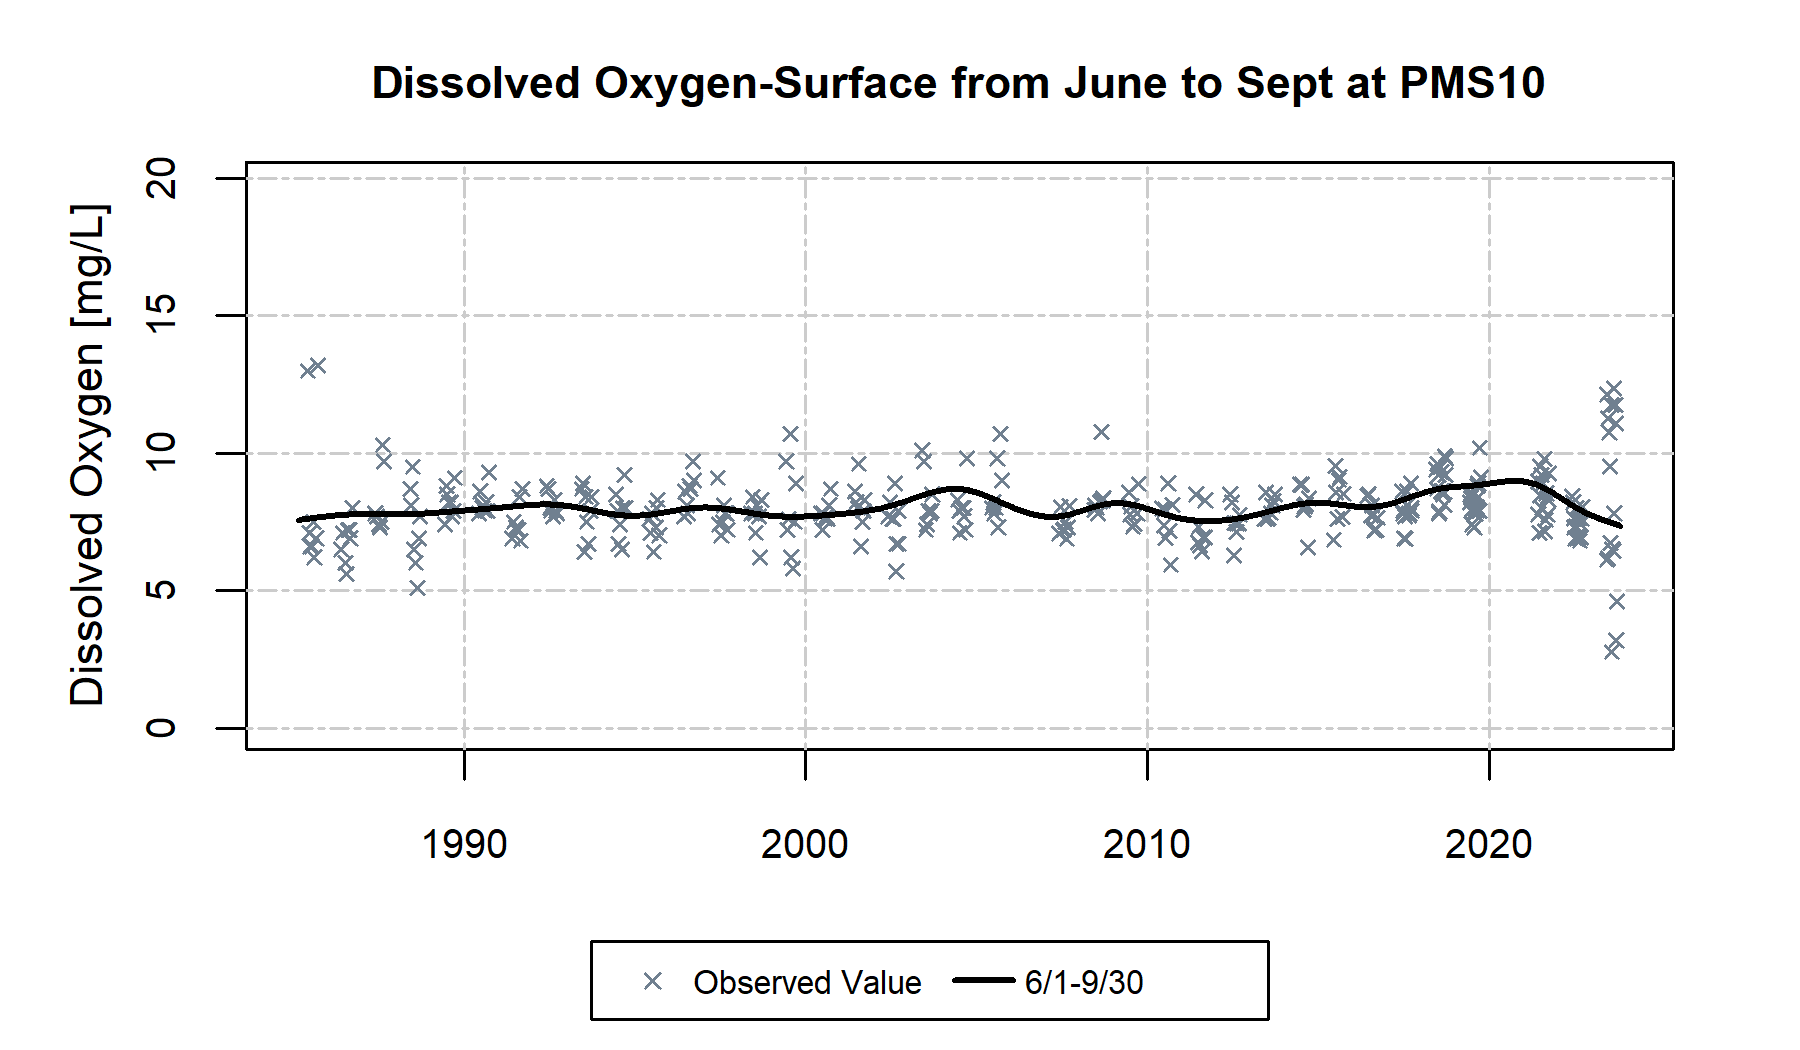 Dissolved Oxygen-Surface from June to Sept at PMS10
Dissolved Oxygen [mg/L]
20
15
10
5
0
1990 2000 2010 2020
Observed Value 6/1-9/30